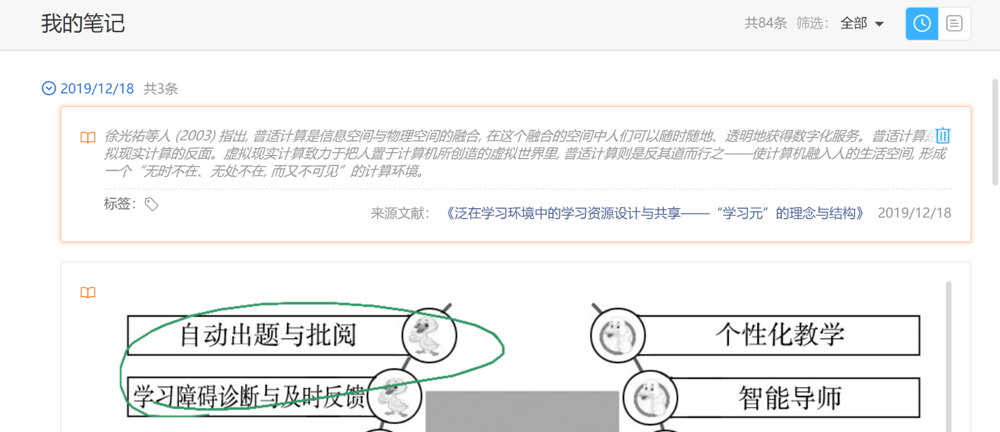 我的笔记
共84条 筛选： 全部
2019/12/18 共3条
徐光祐等人 (2003) 指出, 普适计算是信息空间与物理空间的融合, 在这个融合的空间中人们可以随时随地、透明地获得数字化服务。普适计算是
拟现实计算的反面。虚拟现实计算致力于把人置于计算机所创造的虚拟世界里, 普适计算则是反其道而行之——使计算机融入人的生活空间, 形成
一个“无时不在、无处不在, 而又不可见”的计算环境。
标签：
来源文献： 《泛在学习环境中的学习资源设计与共享——“学习元”的理念与结构》 2019/12/18
自动出题与批阅 个性化教学
学习障碍诊断与及时反馈 智能导师